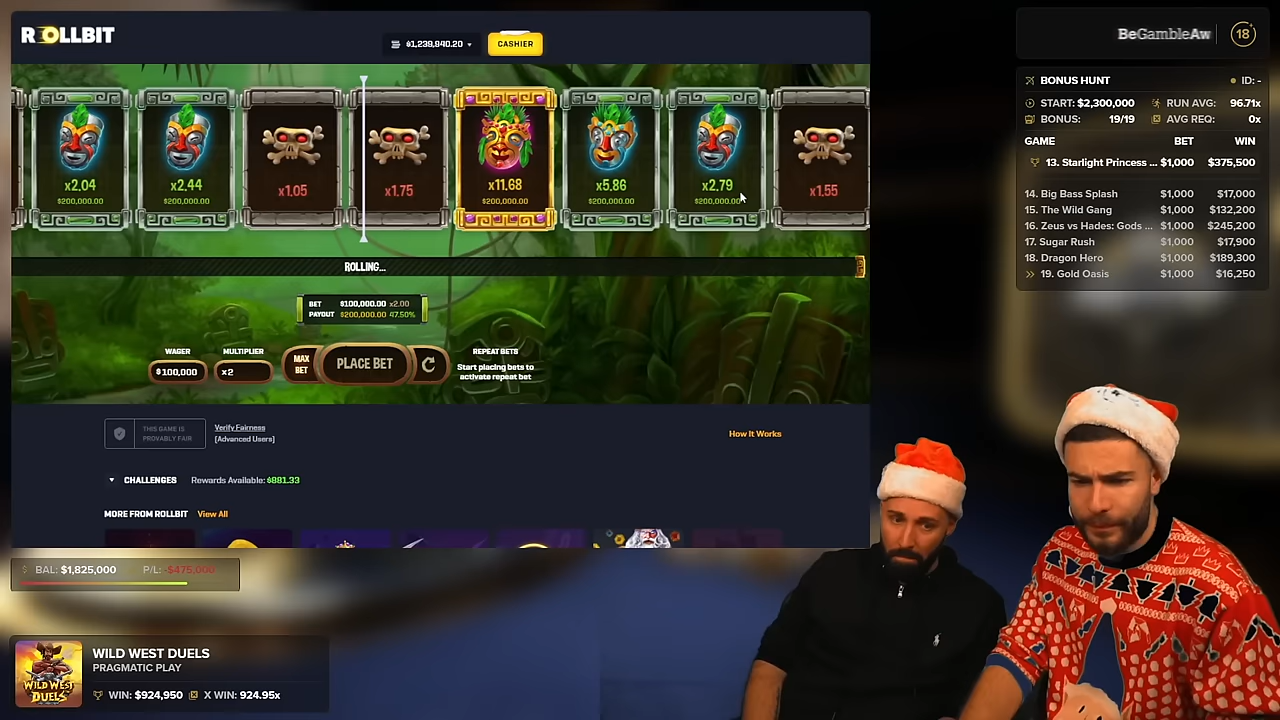 ROLLBIT
$1,239,940.20
CASHIER
x2.04
$200,000.00
x2.44
$200,000.00
x1.05
x1.75
x11.68
$200,000.00
x5.86
$200,000.00
x2.79
$200,000.00
x1.55
ROLLING...
BET $100,000.00 x2.00
PAYOUT $200,000.00 47.50%
WAGER
$100,000
MULTIPLIER
x2
MAX
BET
PLACE BET
REPEAT BETS
Start placing bets to
activate repeat bet
THIS GAME IS
PROVABLY FAIR
Verify Fairness
[Advanced Users]
How It Works
CHALLENGES Rewards Available: $881.33
MORE FROM ROLLBIT View All
BAL: $1,825,000 P/L: -$475,000
WILD WEST DUELS
WILD WEST DUELS
PRAGMATIC PLAY
WIN: $924,950 X WIN: 924.95x
BeGambleAw
18
BONUS HUNT ID: -
START: $2,300,000 RUN AVG: 96.71x
BONUS: 19/19 AVG REQ: 0x
GAME BET WIN
13. Starlight Princess ... $1,000 $375,500
14. Big Bass Splash $1,000 $17,000
15. The Wild Gang $1,000 $132,200
16. Zeus vs Hades: Gods ... $1,000 $245,200
17. Sugar Rush $1,000 $17,900
18. Dragon Hero $1,000 $189,300
19. Gold Oasis $1,000 $16,250